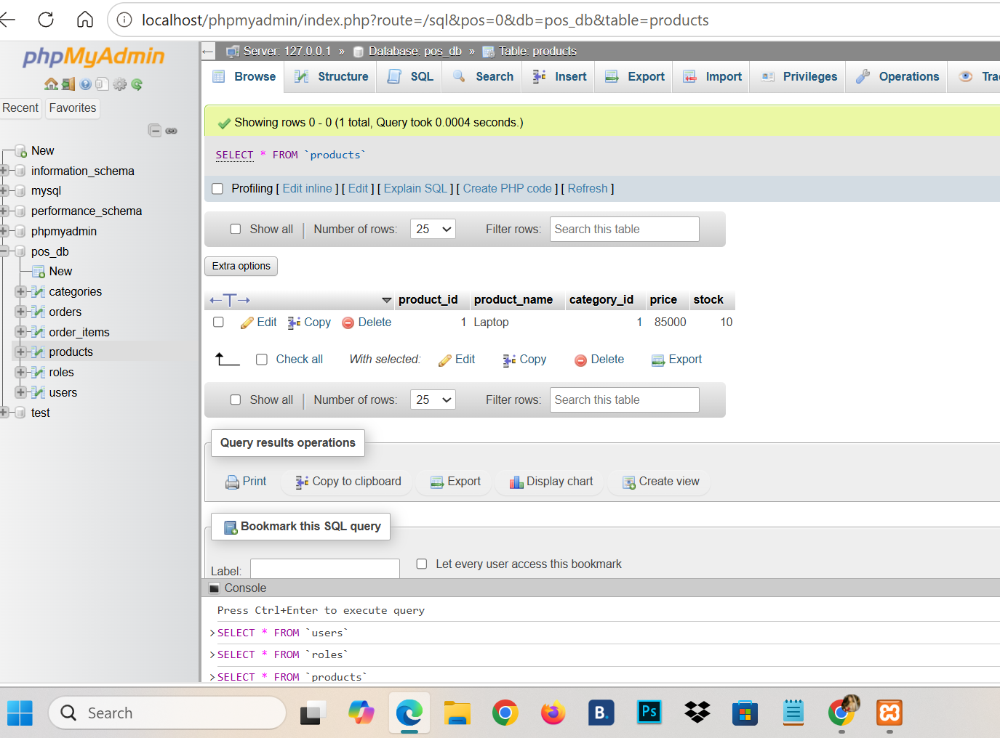 localhost/phpmyadmin/index.php?route=/sql&pos=0&db=pos_db&table=products
phpMyAdmin
Recent Favorites
New
information_schema
mysql
performance_schema
phpmyadmin
pos_db
New
categories
orders
order_items
products
roles
users
test
Server: 127.0.0.1 » Database: pos_db » Table: products
Browse Structure SQL Search Insert Export Import Privileges Operations
Showing rows 0 - 0 (1 total, Query took 0.0004 seconds.)
SELECT * FROM `products`
Profiling [ Edit inline ] [ Edit ] [ Explain SQL ] [ Create PHP code ] [ Refresh ]
Show all Number of rows: 25 Filter rows: Search this table
Extra options
product_id product_name category_id price stock
Edit Copy Delete 1 Laptop 1 85000 10
Check all With selected: Edit Copy Delete Export
Show all Number of rows: 25 Filter rows: Search this table
Query results operations
Print Copy to clipboard Export Display chart Create view
Bookmark this SQL query
Label: Let every user access this bookmark
Console
Press Ctrl+Enter to execute query
>SELECT * FROM `users`
>SELECT * FROM `roles`
>SELECT * FROM `products`
Search B. Ps